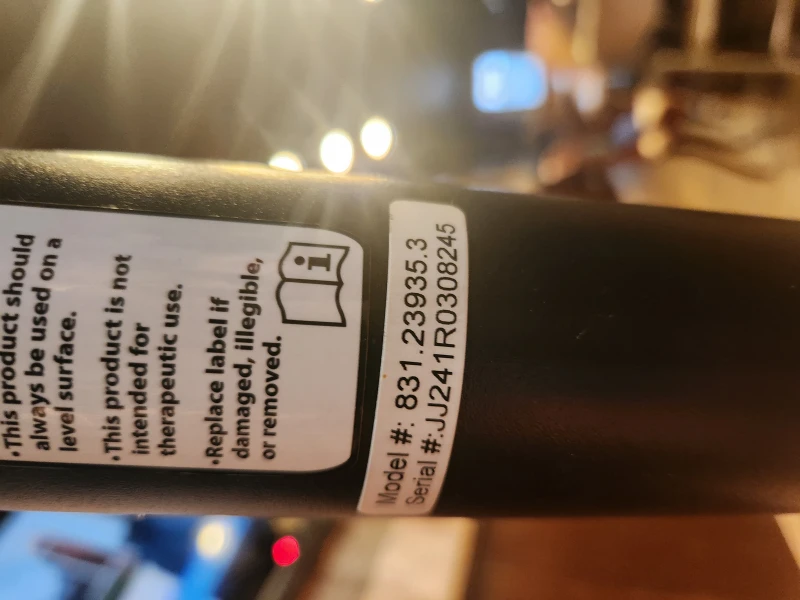 •This product should
always be used on a
level surface.
•This product is not
intended for
therapeutic use.
•Replace label if
damaged, illegible,
or removed.
i
Model #: 831.23935.3
Serial #:JJ241R0308245